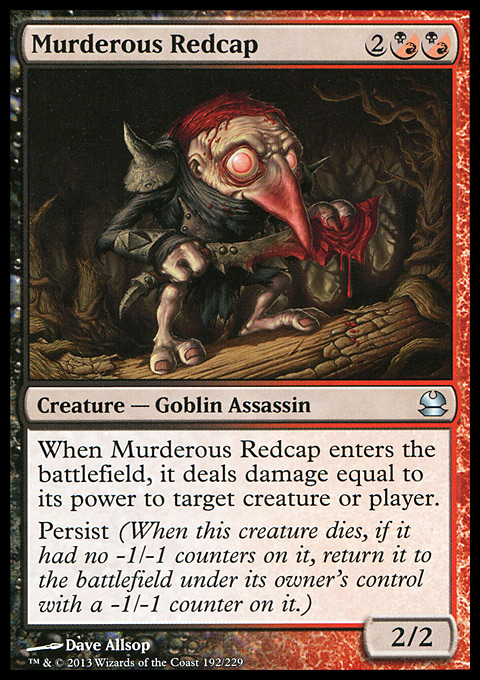 Murderous Redcap 2
Creature — Goblin Assassin
When Murderous Redcap enters the
battlefield, it deals damage equal to
its power to target creature or player.
Persist (When this creature dies, if it
had no -1/-1 counters on it, return it to
the battlefield under its owner's control
with a -1/-1 counter on it.)
2/2
Dave Allsop
™ & © 2013 Wizards of the Coast 192/229